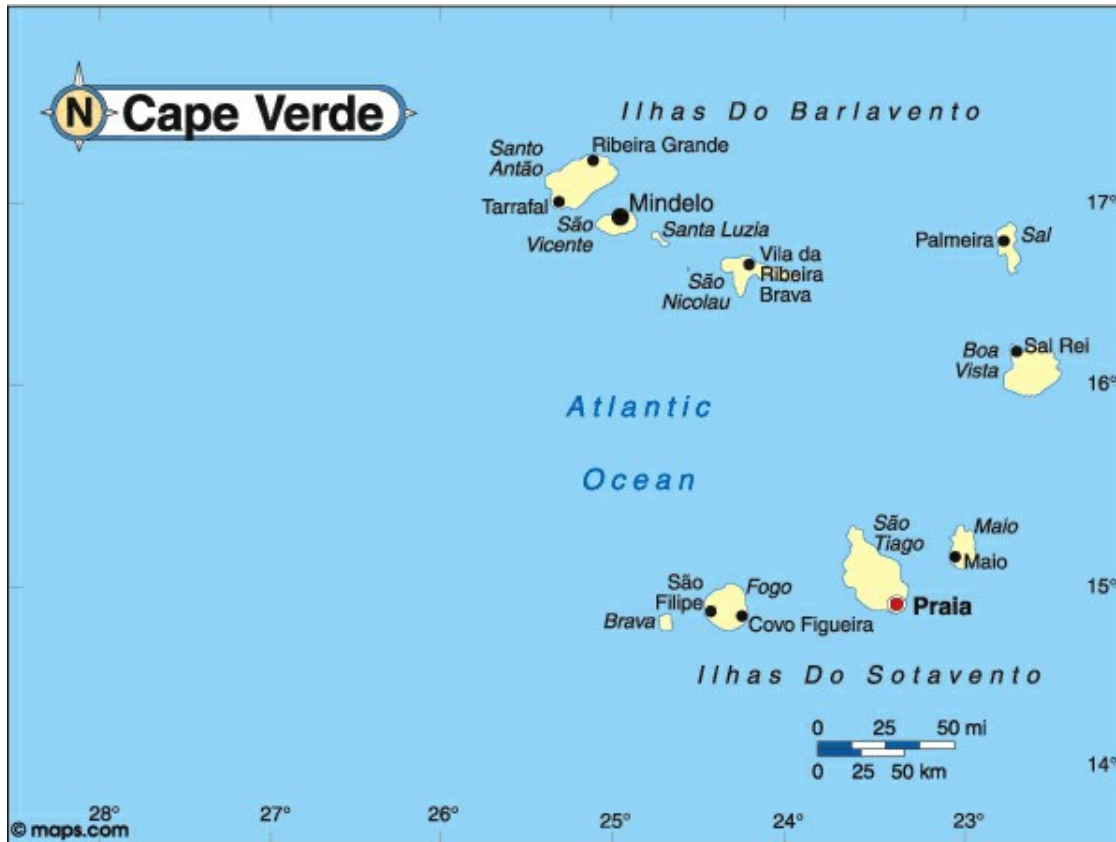 N Cape Verde
Ilhas Do Barlavento
Santo
Antão
Ribeira Grande
Tarrafal
Mindelo
São
Vicente
Santa Luzia
Vila da
Ribeira
Brava
São
Nicolau
Palmeira
Sal
17°
Boa
Vista
Sal Rei
16°
Atlantic
Ocean
São
Tiago
Maio
Maio
15°
São
Filipe
Fogo
Brava
Covo Figueira
Praia
Ilhas Do Sotavento
0 25 50 mi
0 25 50 km
14°
28° 27° 26° 25° 24° 23°
© maps.com